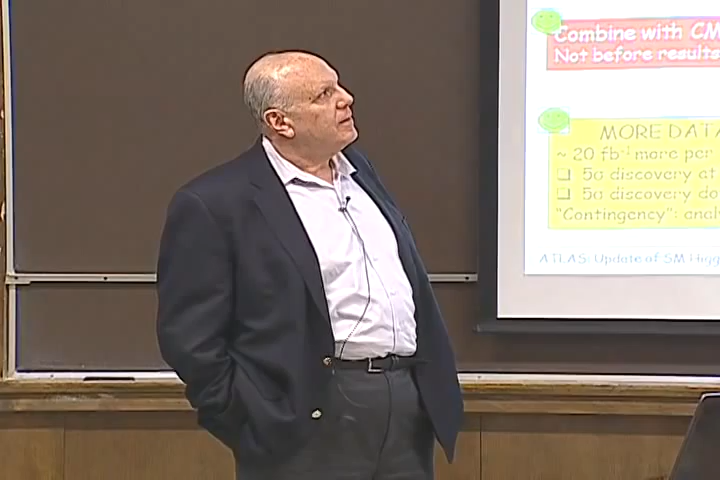 Combine with CM
Not before results
MORE DATA
~ 20 fb⁻¹ more per
❑ 5σ discovery at
❑ 5σ discovery do
"Contingency": anal
ATLAS: Update of SM Higg